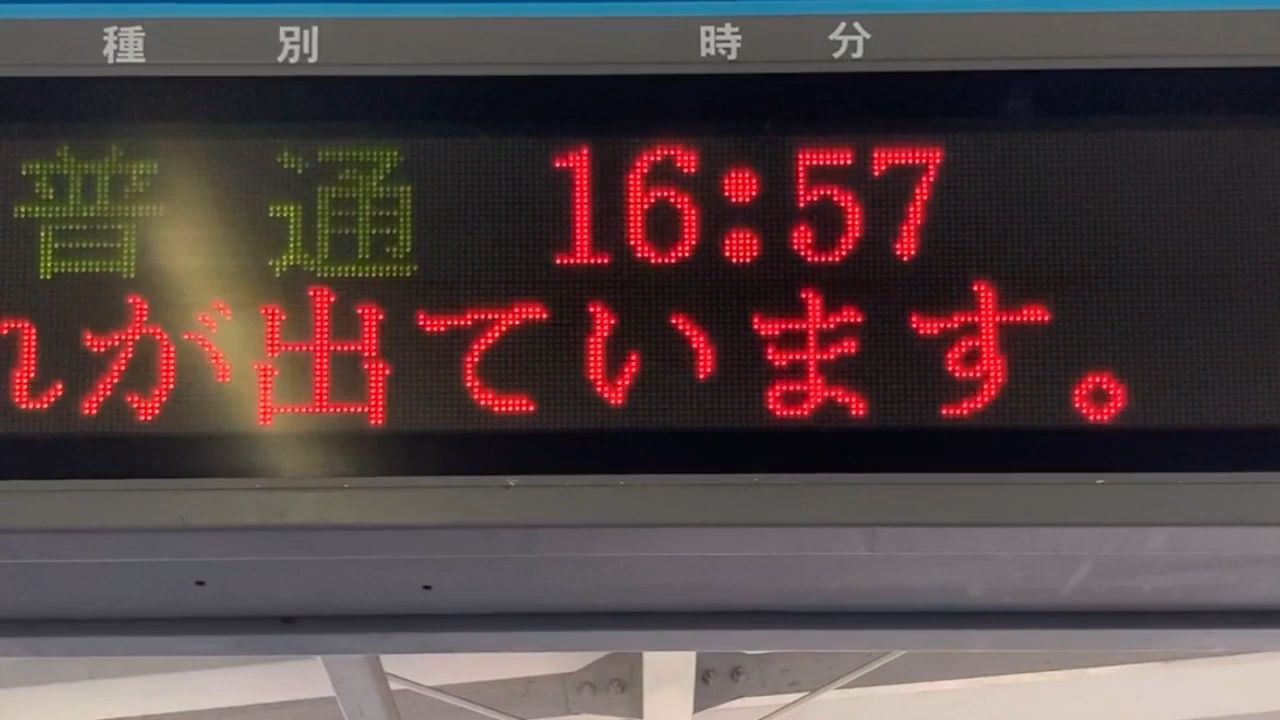 種別 時分
普通 16:57
れが出ています。